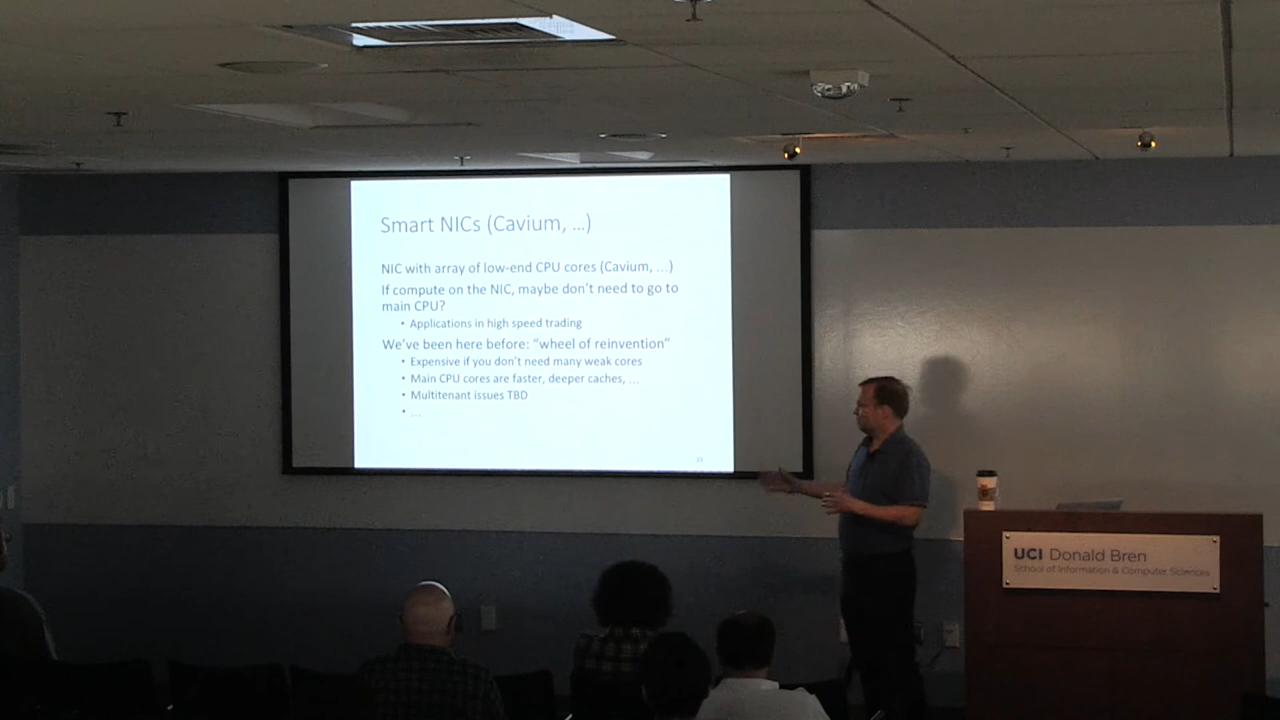 Smart NICs (Cavium, ...)
NIC with array of low-end CPU cores (Cavium, ...)
If compute on the NIC, maybe don't need to go to
main CPU?
• Applications in high speed trading
We've been here before: "wheel of reinvention"
• Expensive if you don't need many weak cores
• Main CPU cores are faster, deeper caches, ...
• Multitenant issues TBD
• ...
UCI Donald Bren
School of Information & Computer Sciences